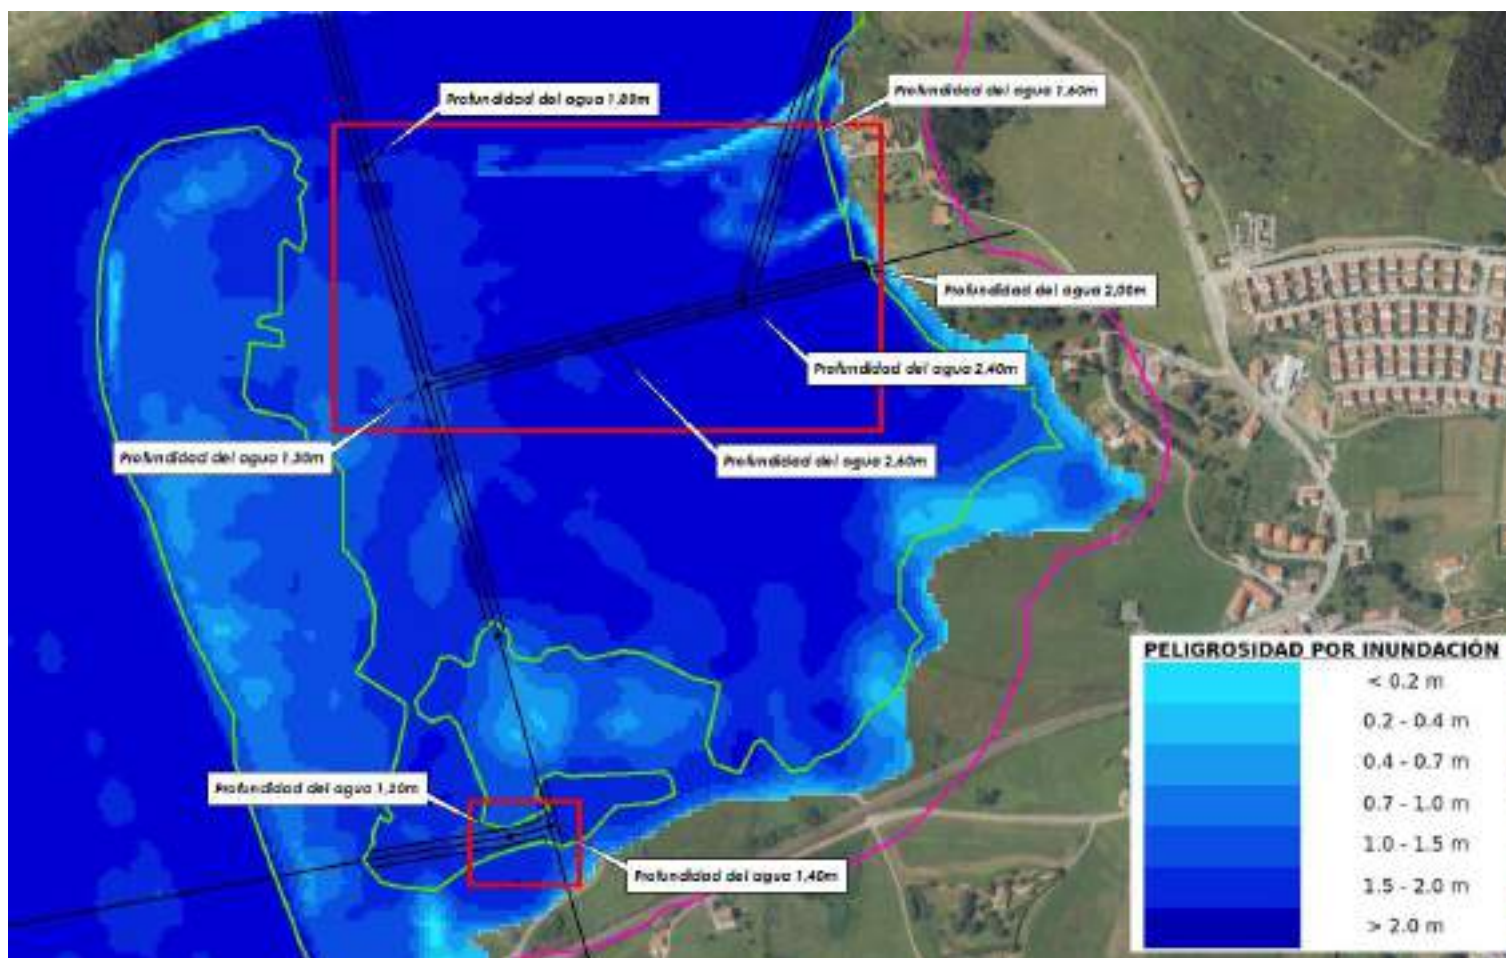 Profundidad del agua 1,60m
Profundidad del agua 1,80m
Profundidad del agua 2,00m
Profundidad del agua 2,40m
Profundidad del agua 1,30m
Profundidad del agua 2,60m
PELIGROSIDAD POR INUNDACIÓN
< 0.2 m
0.2 - 0.4 m
0.4 - 0.7 m
0.7 - 1.0 m
1.0 - 1.5 m
1.5 - 2.0 m
> 2.0 m
Profundidad del agua 1,20m
Profundidad del agua 1,40m